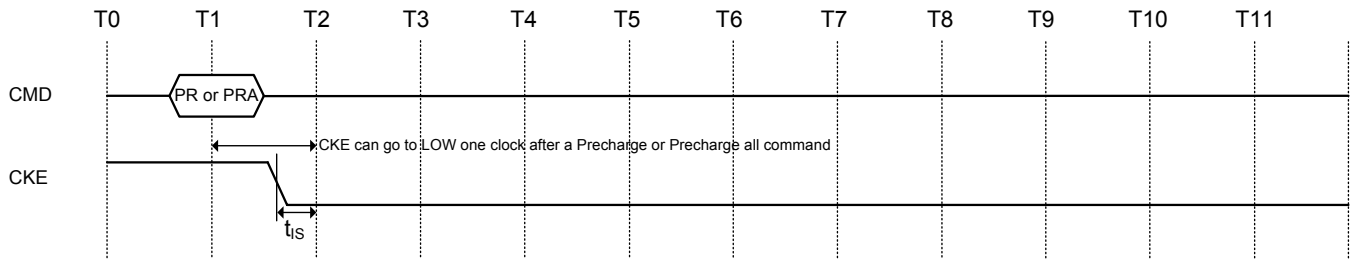 T0 T1 T2 T3 T4 T5 T6 T7 T8 T9 T10 T11
CMD PR or PRA
CKE can go to LOW one clock after a Precharge or Precharge all command
CKE
tIS